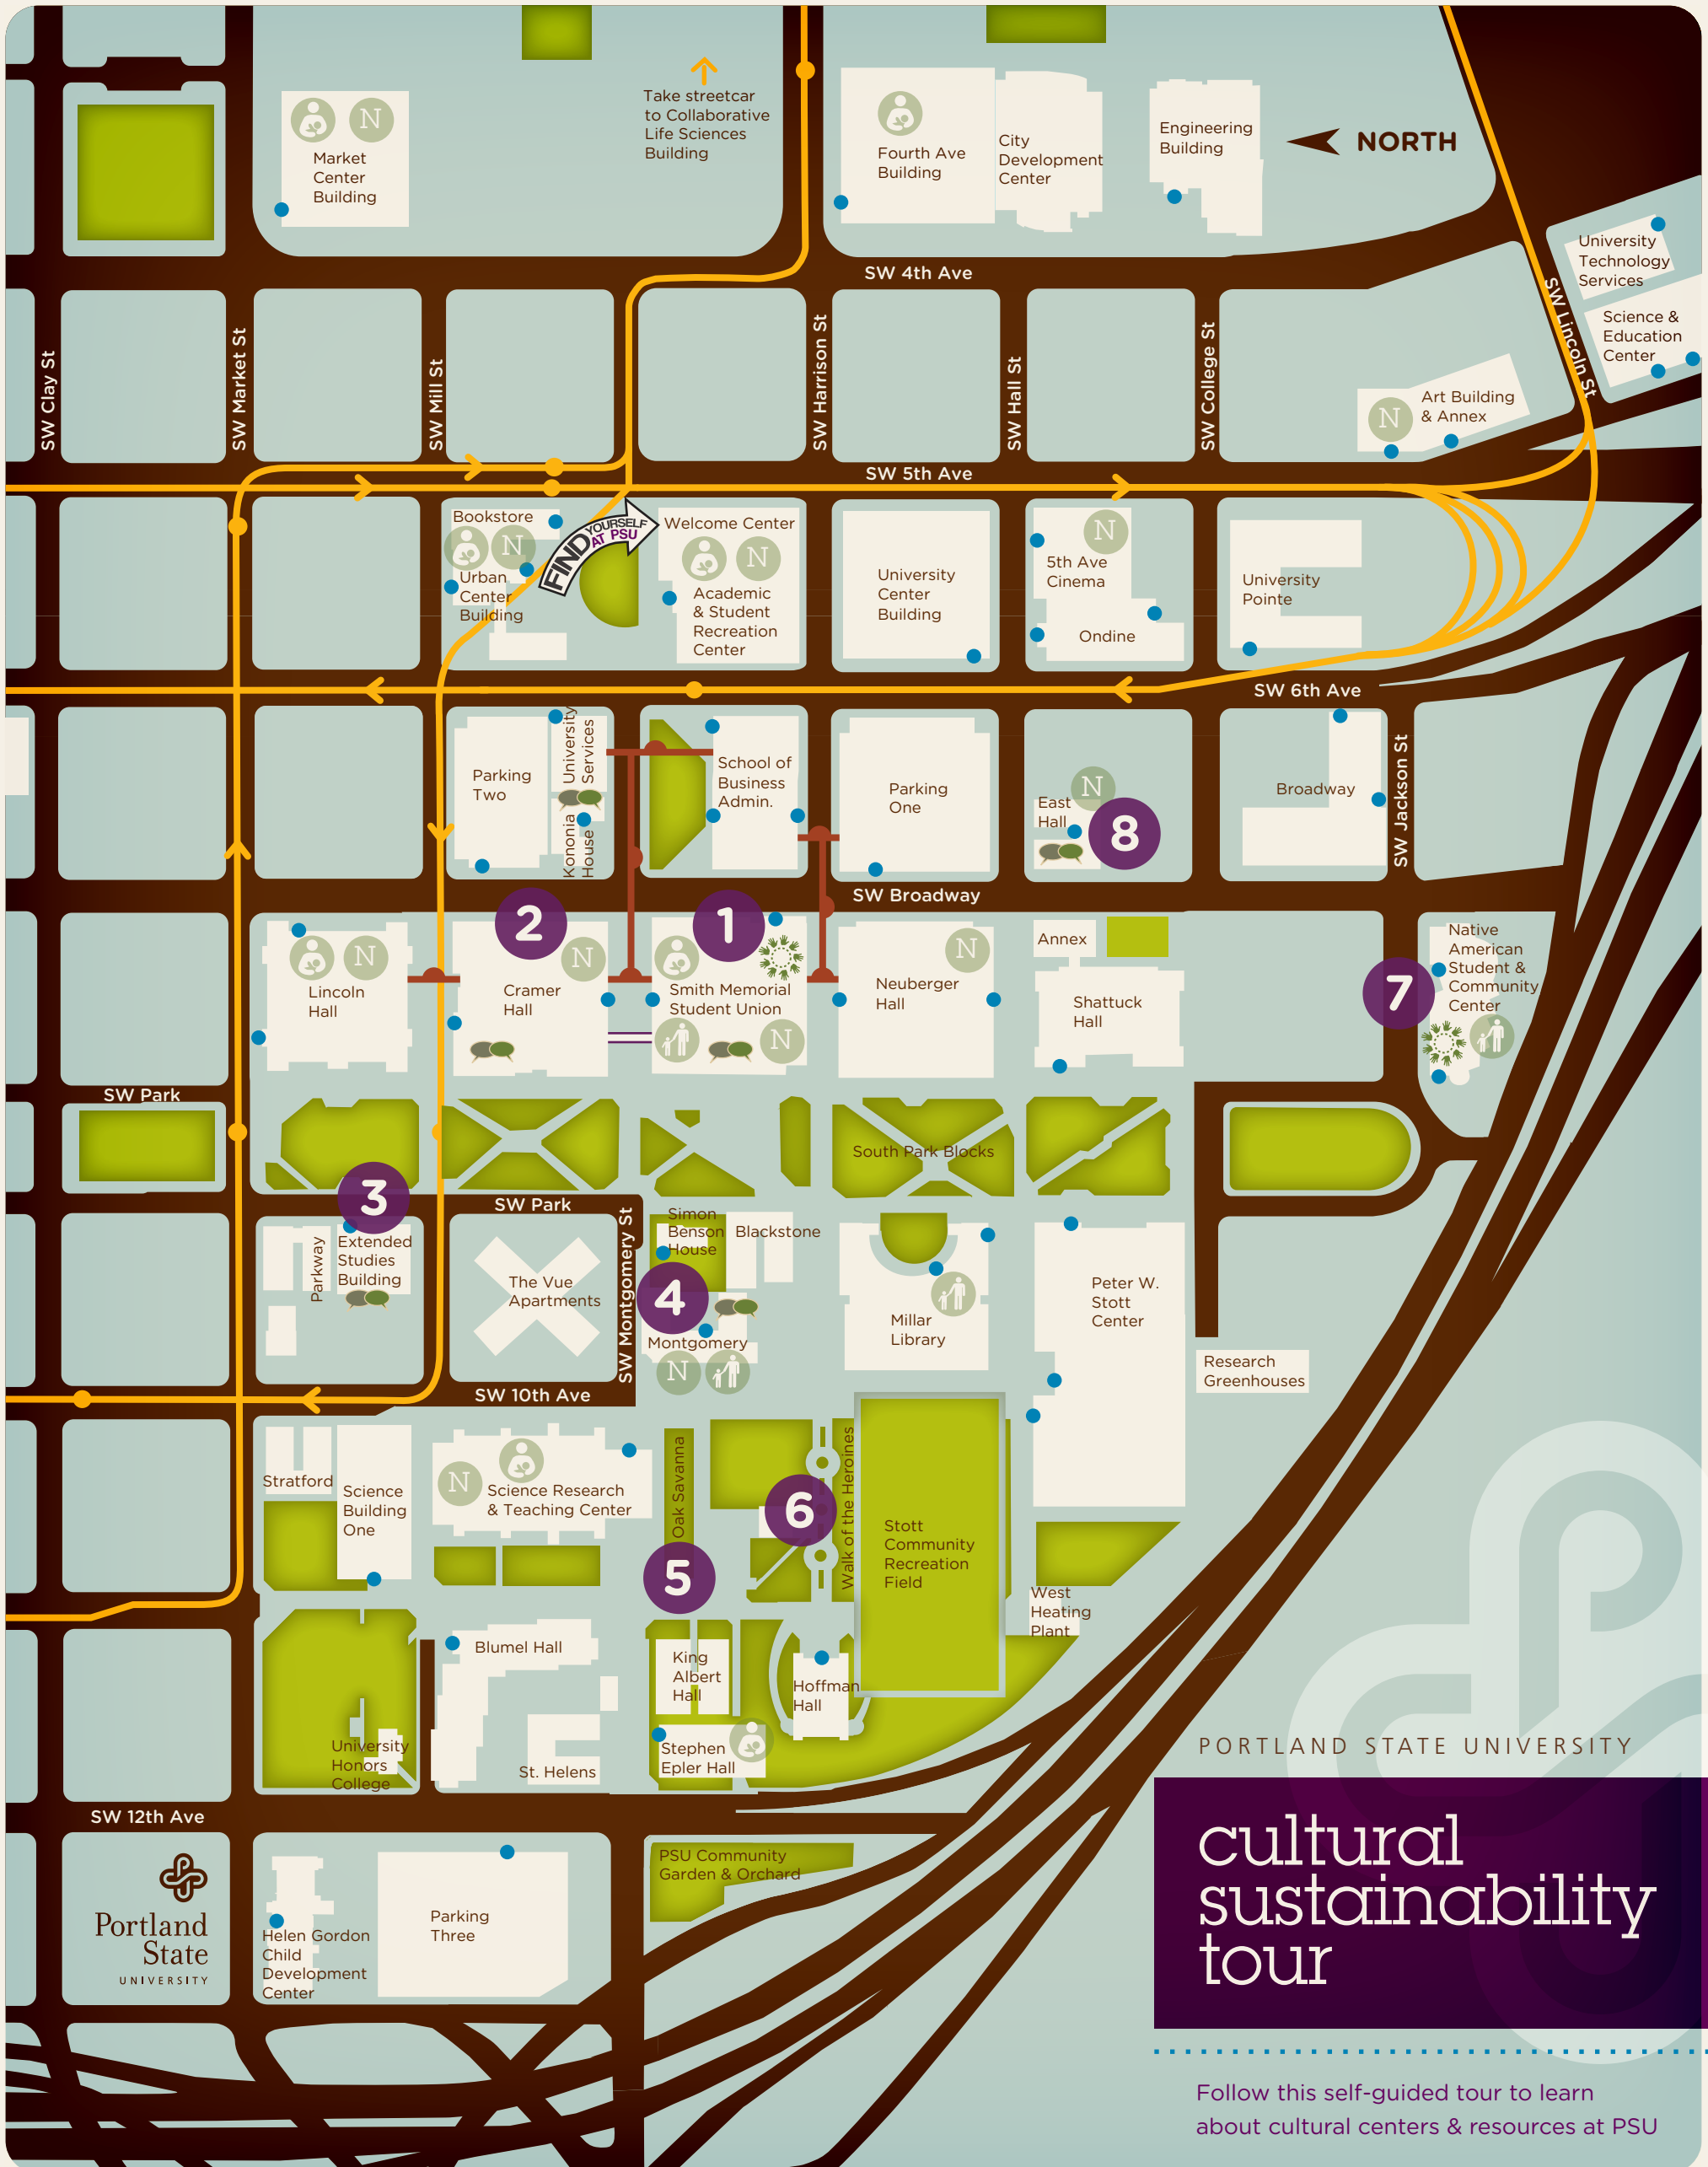 Take streetcar
to Collaborative
Life Sciences
Building
N
Market
Center
Building
Fourth Ave
Building
City
Development
Center
Engineering
Building
NORTH
University
Technology
Services
Science &
Education
Center
SW 4th Ave
SW Clay St
SW Market St
SW Mill St
SW Harrison St
SW Hall St
SW College St
SW Lincoln St
N
Art Building
& Annex
SW 5th Ave
Bookstore
N
Urban
Center
Building
FIND
YOURSELF
AT PSU
Welcome Center
N
Academic
& Student
Recreation
Center
University
Center
Building
N
5th Ave
Cinema
Ondine
University
Pointe
SW 6th Ave
Parking
Two
University
Services
Kononia
House
School of
Business
Admin.
Parking
One
N
East
Hall
8
Broadway
SW Jackson St
SW Broadway
N
Lincoln
Hall
2
N
Cramer
Hall
1
Smith Memorial
Student Union
N
N
Neuberger
Hall
Annex
Shattuck
Hall
7
Native
American
Student &
Community
Center
SW Park
South Park Blocks
3
SW Park
Parkway
Extended
Studies
Building
The Vue
Apartments
SW Montgomery St
Simon
Benson
House
Blackstone
4
Montgomery
N
Millar
Library
Peter W.
Stott
Center
Research
Greenhouses
SW 10th Ave
Stratford
Science
Building
One
N
Science Research
& Teaching Center
Oak Savanna
5
6
Walk of the Heroines
Stott
Community
Recreation
Field
West
Heating
Plant
Blumel Hall
King
Albert
Hall
Hoffman
Hall
University
Honors
College
St. Helens
Stephen
Epler Hall
SW 12th Ave
PSU Community
Garden & Orchard
Portland
State
UNIVERSITY
Helen Gordon
Child
Development
Center
Parking
Three
PORTLAND STATE UNIVERSITY
cultural
sustainability
tour
Follow this self-guided tour to learn
about cultural centers & resources at PSU